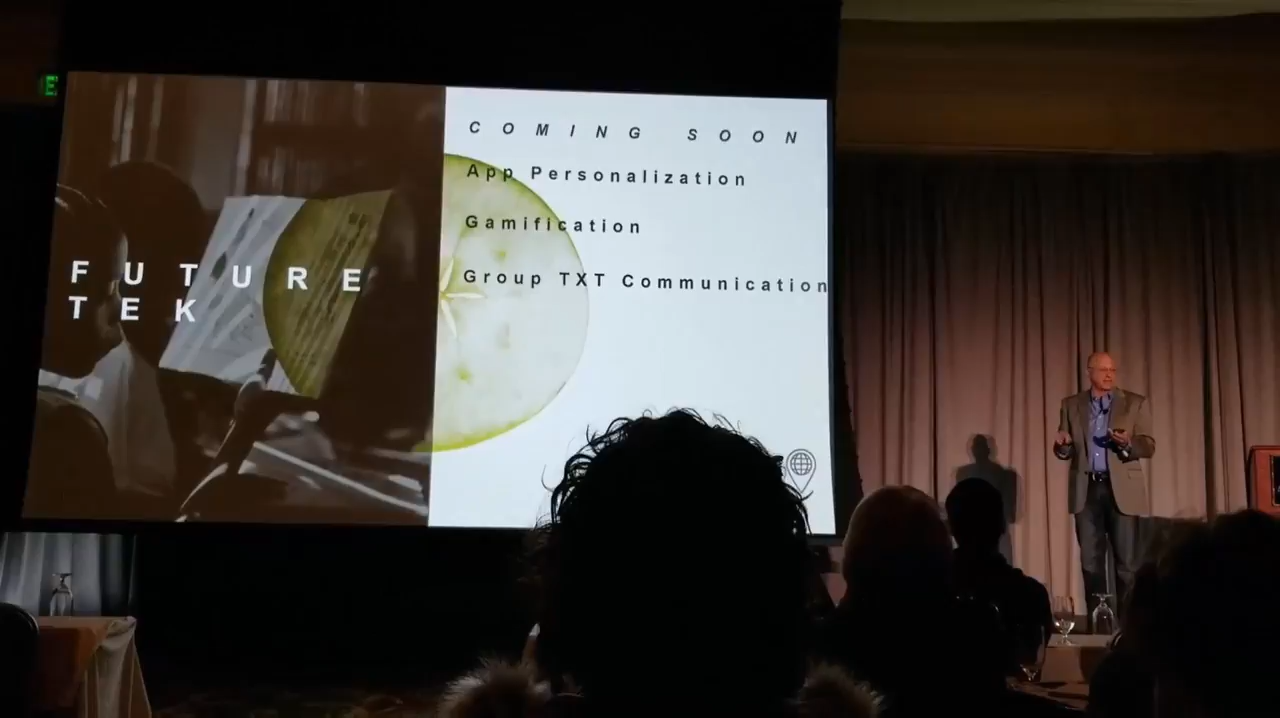 FUTURE
TEK
COMING SOON
App Personalization
Gamification
Group TXT Communication